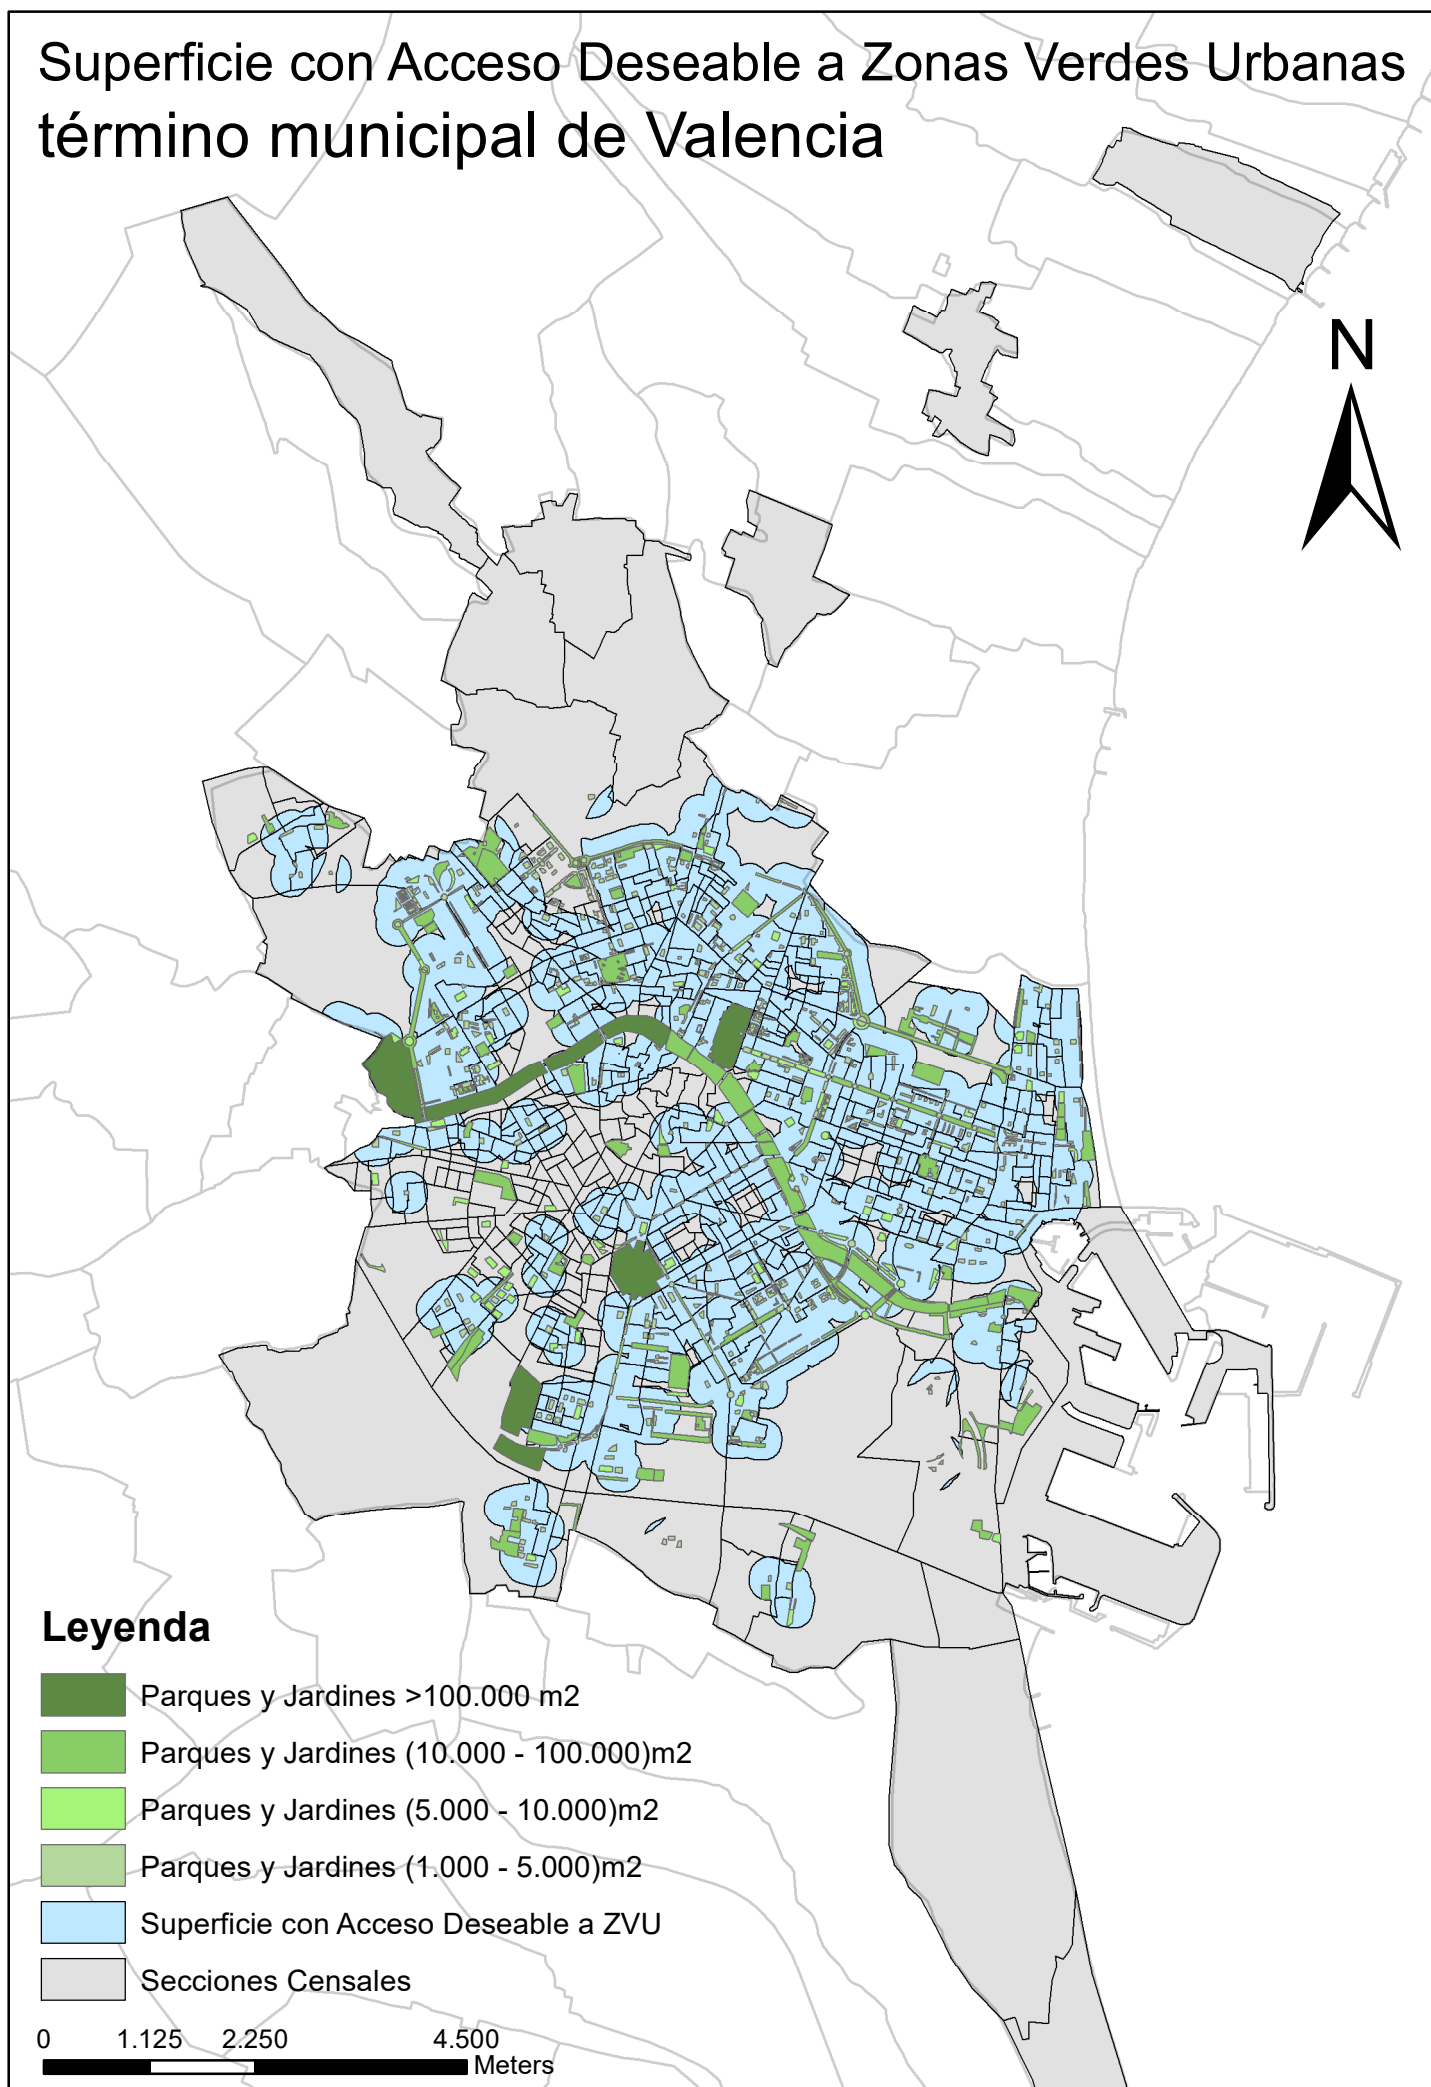 Superficie con Acceso Deseable a Zonas Verdes Urbanas
término municipal de Valencia
N
Leyenda
Parques y Jardines >100.000 m2
Parques y Jardines (10.000 - 100.000)m2
Parques y Jardines (5.000 - 10.000)m2
Parques y Jardines (1.000 - 5.000)m2
Superficie con Acceso Deseable a ZVU
Secciones Censales
0 1.125 2.250 4.500
Meters